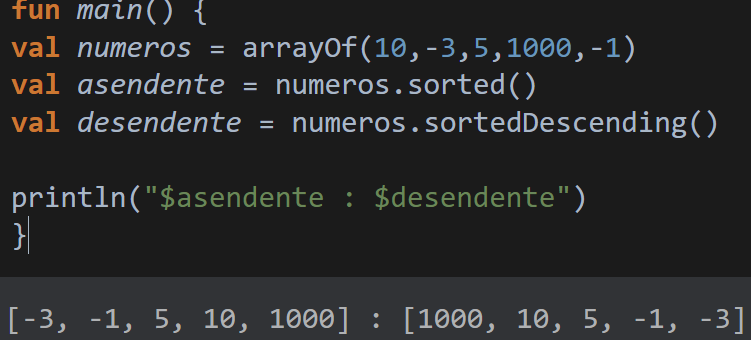 fun main() {
val numeros = arrayOf(10,-3,5,1000,-1)
val asendente = numeros.sorted()
val desendente = numeros.sortedDescending()
println("$asendente : $desendente")
}
[-3, -1, 5, 10, 1000] : [1000, 10, 5, -1, -3]